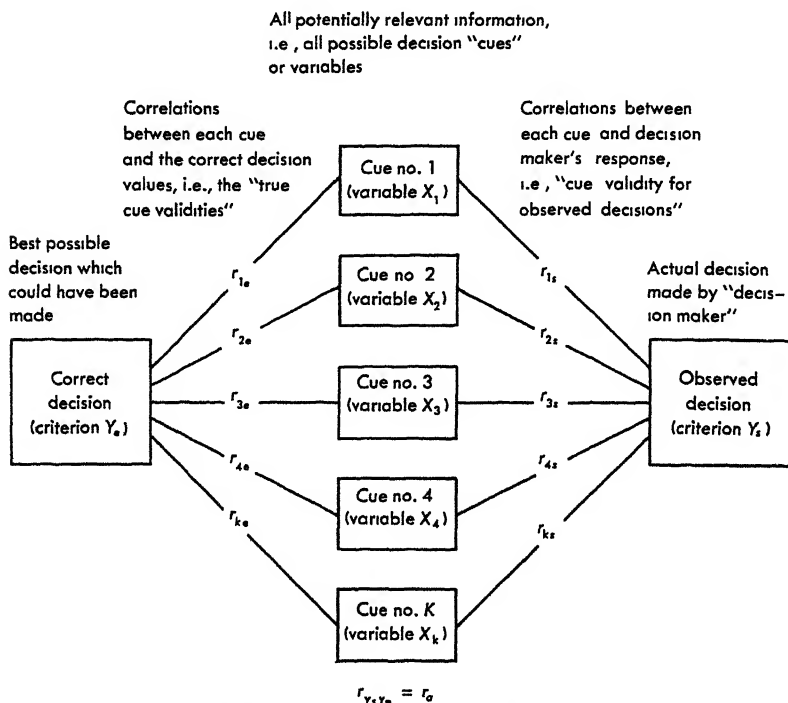 All potentially relevant information,
i.e , all possible decision "cues"
or variables
Correlations
between each cue
and the correct decision
values, i.e., the "true
cue validities"
Correlations between
each cue and decision
maker's response,
i.e , "cue validity for
observed decisions"
Best possible
decision which
could have been
made
Actual decision
made by "decis–
ion maker"
Cue no. 1
(variable X₁)
Cue no 2
(variable X₂)
Cue no. 3
(variable X₃)
Cue no. 4
(variable X₄)
Cue no. K
(variable Xₖ)
Correct
decision
(criterion Yₑ)
Observed
decision
(criterion Yₛ)
r₁ₑ
r₂ₑ
r₃ₑ
r₄ₑ
rₖₑ
r₁ₛ
r₂ₛ
r₃ₛ
r₄ₛ
rₖₛ
r_{YₛYₑ} = rₐ